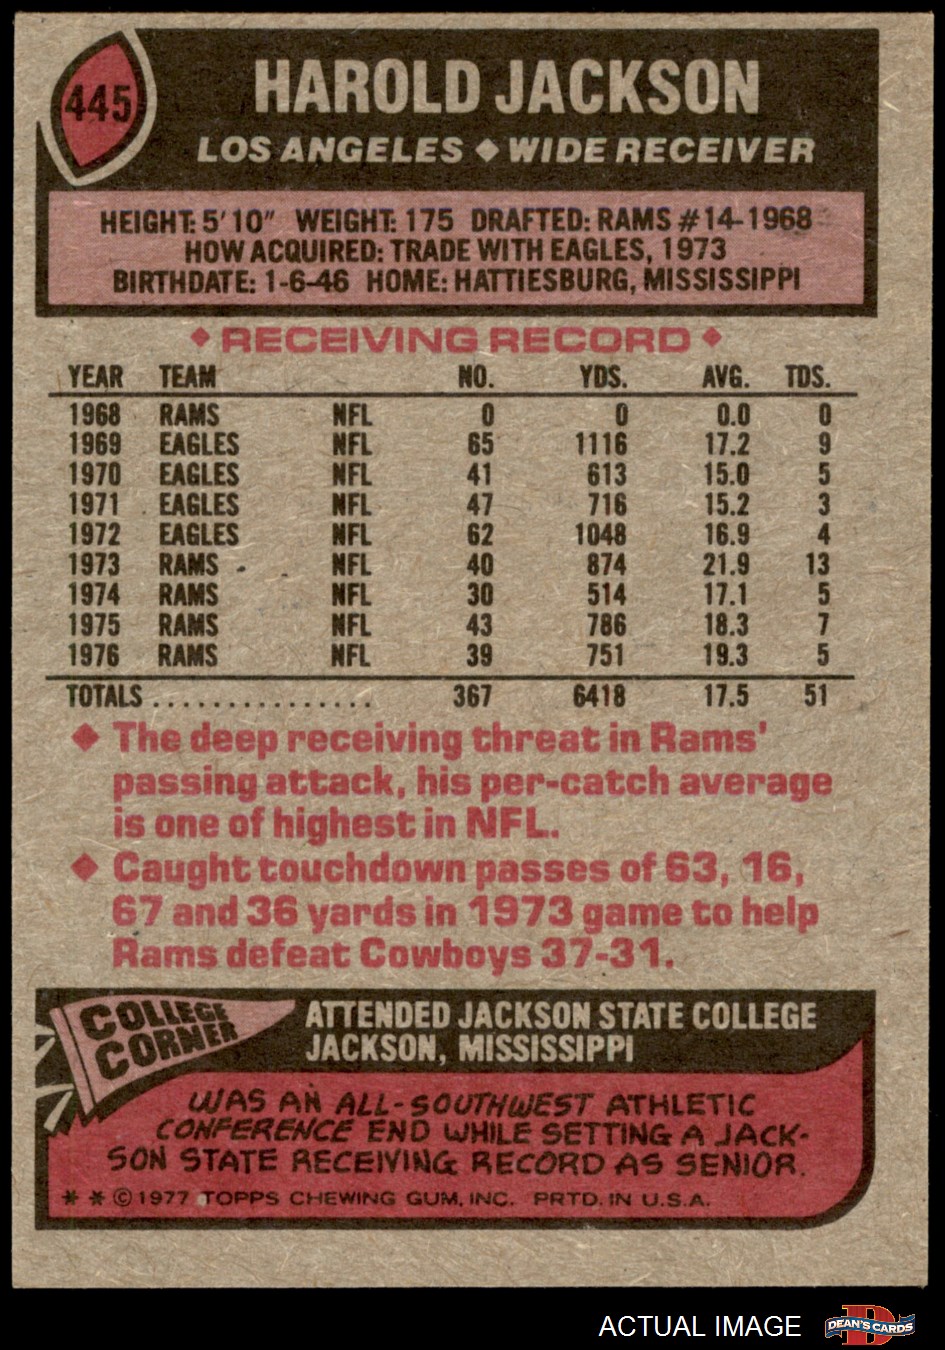 445
HAROLD JACKSON
LOS ANGELES ◆ WIDE RECEIVER
HEIGHT: 5'10" WEIGHT: 175 DRAFTED: RAMS #14-1968
HOW ACQUIRED: TRADE WITH EAGLES, 1973
BIRTHDATE: 1-6-46 HOME: HATTIESBURG, MISSISSIPPI
◆ RECEIVING RECORD ◆
YEAR TEAM NO. YDS. AVG. TDS.
1968 RAMS NFL 0 0 0.0 0
1969 EAGLES NFL 65 1116 17.2 9
1970 EAGLES NFL 41 613 15.0 5
1971 EAGLES NFL 47 716 15.2 3
1972 EAGLES NFL 62 1048 16.9 4
1973 RAMS NFL 40 874 21.9 13
1974 RAMS NFL 30 514 17.1 5
1975 RAMS NFL 43 786 18.3 7
1976 RAMS NFL 39 751 19.3 5
TOTALS ............... 367 6418 17.5 51
◆ The deep receiving threat in Rams'
passing attack, his per-catch average
is one of highest in NFL.
◆ Caught touchdown passes of 63, 16,
67 and 36 yards in 1973 game to help
Rams defeat Cowboys 37-31.
COLLEGE
CORNER
ATTENDED JACKSON STATE COLLEGE
JACKSON, MISSISSIPPI
WAS AN ALL-SOUTHWEST ATHLETIC
CONFERENCE END WHILE SETTING A JACK-
SON STATE RECEIVING RECORD AS SENIOR.
* * © 1977 TOPPS CHEWING GUM, INC. PRTD. IN U.S.A.
ACTUAL IMAGE
D
DEAN'S CARDS